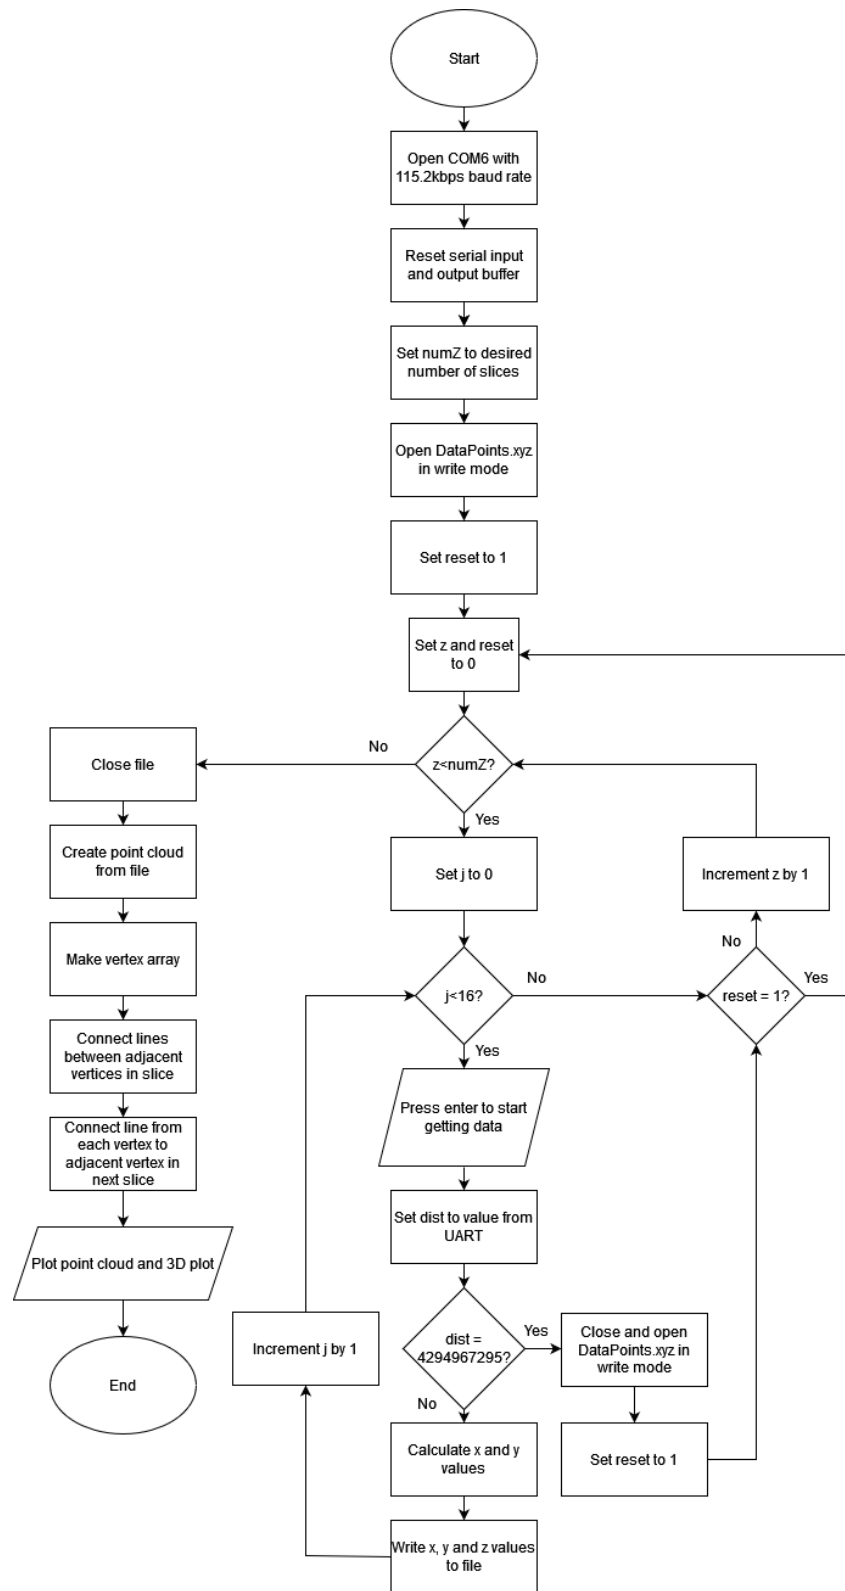 Start
Open COM6 with
115.2kbps baud rate
Reset serial input
and output buffer
Set numZ to desired
number of slices
Open DataPoints.xyz
in write mode
Set reset to 1
Set z and reset
to 0
z<numZ?
No
Yes
Close file
Create point cloud
from file
Make vertex array
Connect lines
between adjacent
vertices in slice
Connect line from
each vertex to
adjacent vertex in
next slice
Plot point cloud and 3D plot
End
Set j to 0
j<16?
No
Yes
Increment z by 1
No
reset = 1?
Yes
Press enter to start
getting data
Set dist to value from
UART
dist =
4294967295?
Yes
No
Close and open
DataPoints.xyz in
write mode
Set reset to 1
Calculate x and y
values
Write x, y and z values
to file
Increment j by 1